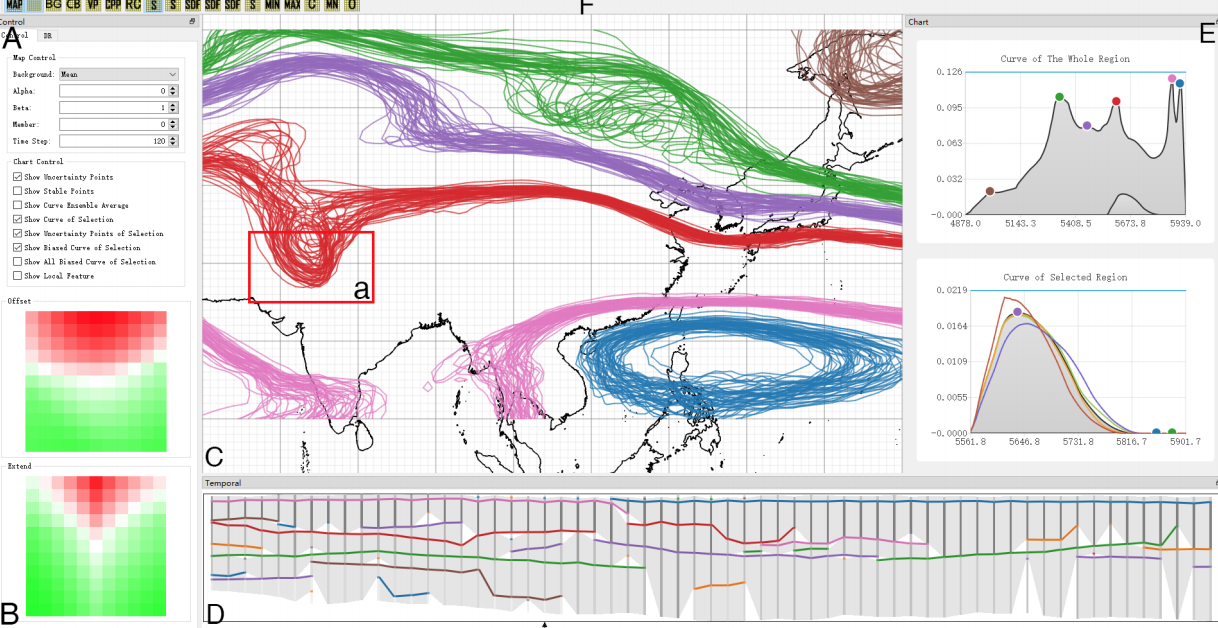 MAP BG CB VP CPP RC S S SDF SDF SDF S MIN MAX C MN O
F
Control
A
Control DR
Map Control
Background: Mean
Alpha: 0
Beta: 1
Member: 0
Time Step: 120
Chart Control
Show Uncertainty Points
Show Stable Points
Show Curve Ensemble Average
Show Curve of Selection
Show Uncertainty Points of Selection
Show Biased Curve of Selection
Show All Biased Curve of Selection
Show Local Feature
Offset
Extend
B
a
C
Chart
E
Curve of The Whole Region
0.126
0.095
0.063
0.032
-0.000
4878.0 5143.3 5408.5 5673.8 5939.0
Curve of Selected Region
0.0219
0.0164
0.0109
0.0055
-0.0000
5561.8 5646.8 5731.8 5816.7 5901.7
Temporal
D